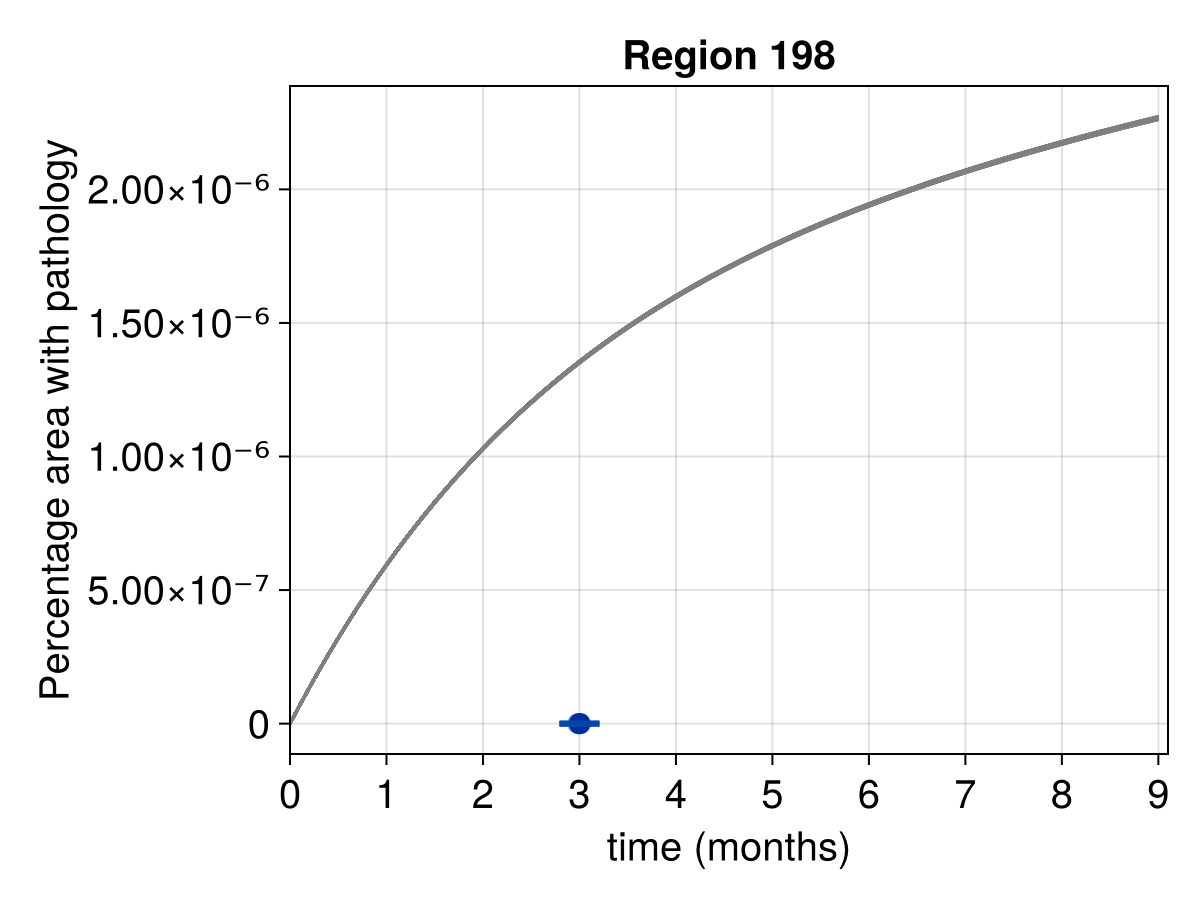 Region 198
Percentage area with pathology
2.00×10⁻⁶
1.50×10⁻⁶
1.00×10⁻⁶
5.00×10⁻⁷
0
0 1 2 3 4 5 6 7 8 9
time (months)